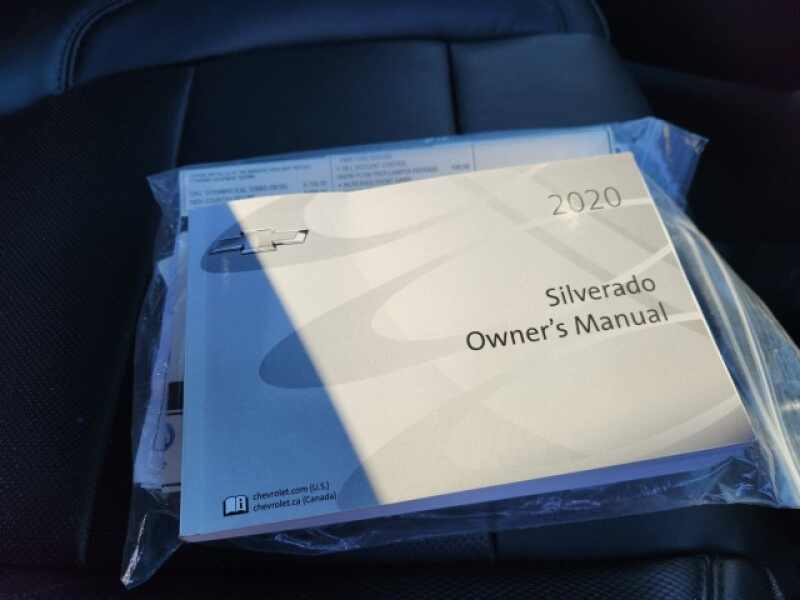 2020
Silverado
Owner's Manual
chevrolet.com (U.S.)
chevrolet.ca (Canada)